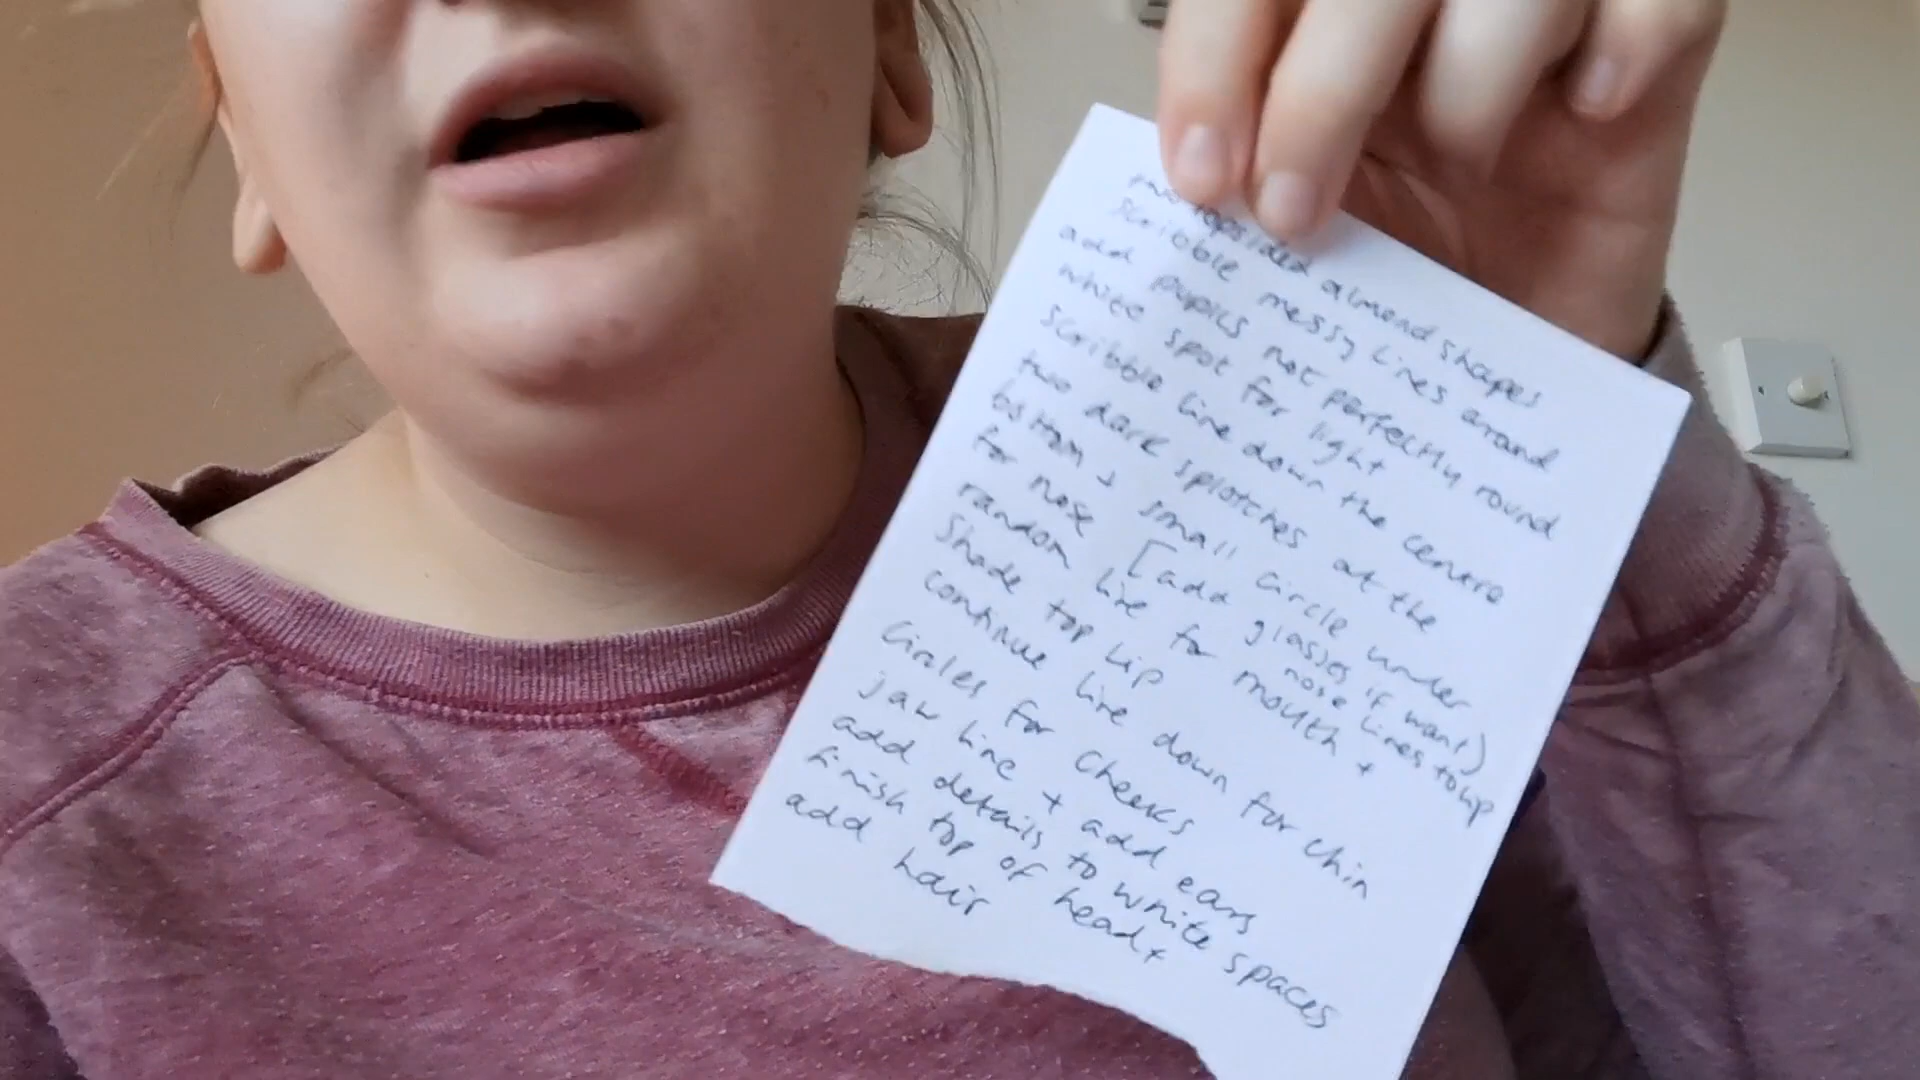 two lopsided almond shapes
scribble messy lines around
add pupils not perfectly round
white spot for light
scribble line down the centre
two dark splotches at the
bottom + small circle under
for nose [add glasses if want)
nose lines to lip
random line for mouth +
shade top lip
continue line down for chin
circles for cheeks
jaw line + add ears
add details to white spaces
finish top of head +
add hair